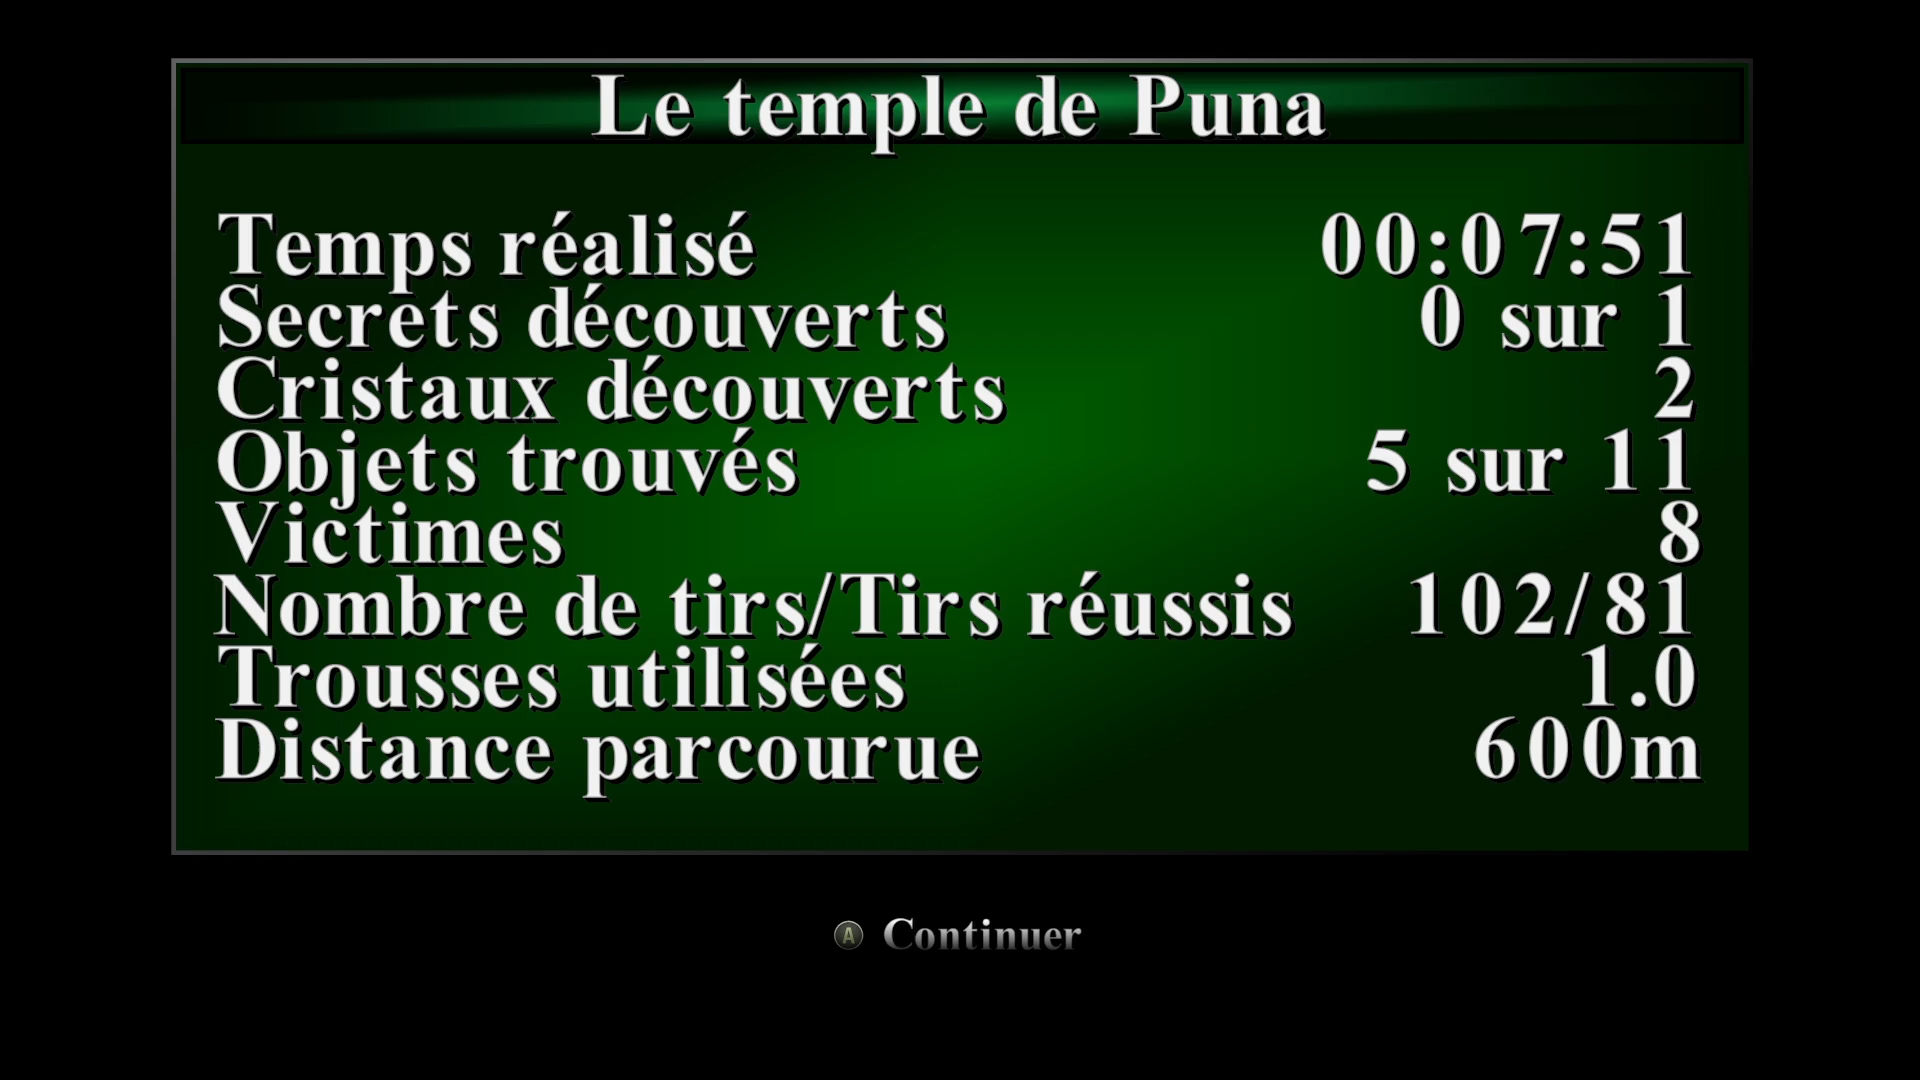 Le temple de Puna
Temps réalisé 00:07:51
Secrets découverts 0 sur 1
Cristaux découverts 2
Objets trouvés 5 sur 11
Victimes 8
Nombre de tirs/Tirs réussis 102/81
Trousses utilisées 1.0
Distance parcourue 600m
A Continuer